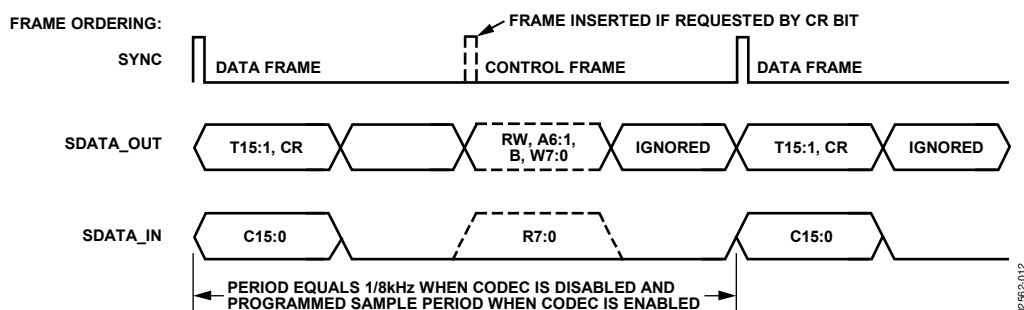 FRAME ORDERING:
FRAME INSERTED IF REQUESTED BY CR BIT
SYNC
DATA FRAME
CONTROL FRAME
DATA FRAME
SDATA_OUT
T15:1, CR
RW, A6:1,
B, W7:0
IGNORED
T15:1, CR
IGNORED
SDATA_IN
C15:0
R7:0
C15:0
PERIOD EQUALS 1/8kHz WHEN CODEC IS DISABLED AND
PROGRAMMED SAMPLE PERIOD WHEN CODEC IS ENABLED
02562-012